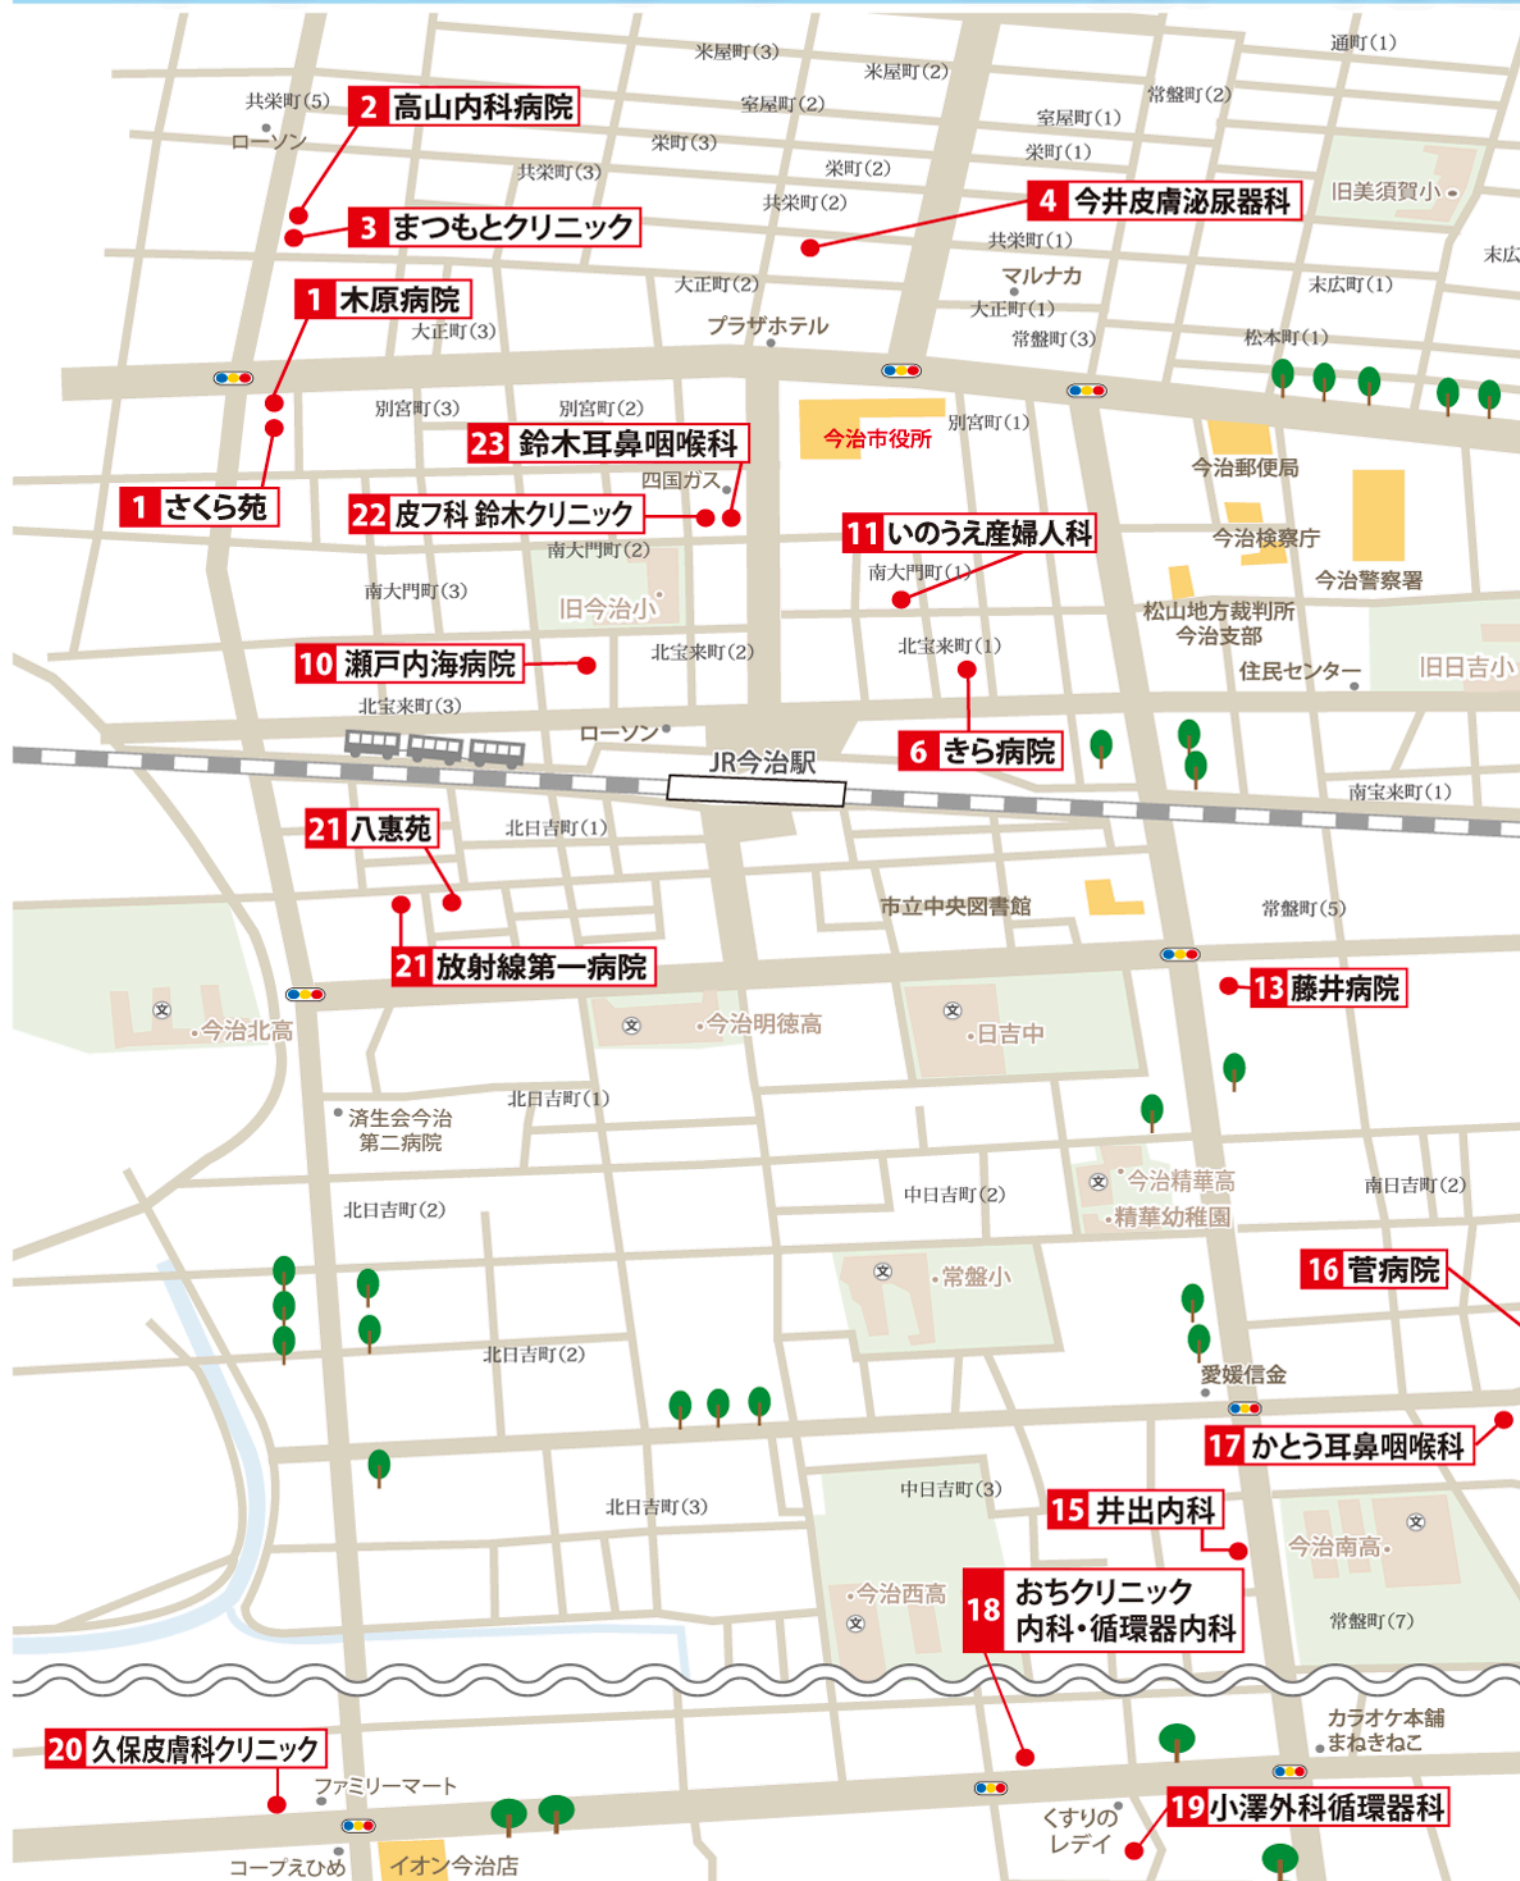 通町(1)
米屋町(3)
米屋町(2)
常盤町(2)
共栄町(5)
2 高山内科病院
室屋町(2)
室屋町(1)
ローソン
栄町(3)
栄町(1)
共栄町(3)
栄町(2)
旧美須賀小
共栄町(2)
4 今井皮膚泌尿器科
3 まつもとクリニック
共栄町(1)
末広
マルナカ
大正町(2)
末広町(1)
1 木原病院
大正町(1)
大正町(3)
プラザホテル
常盤町(3)
松本町(1)
別宮町(3)
別宮町(2)
今治市役所
別宮町(1)
23 鈴木耳鼻咽喉科
今治郵便局
四国ガス
1 さくら苑
22 皮フ科 鈴木クリニック
11 いのうえ産婦人科
今治検察庁
南大門町(2)
南大門町(1)
今治警察署
南大門町(3)
旧今治小
松山地方裁判所
今治支部
北宝来町(2)
北宝来町(1)
10 瀬戸内海病院
住民センター
旧日吉小
北宝来町(3)
ローソン
JR今治駅
6 きら病院
南宝来町(1)
21 八惠苑
北日吉町(1)
市立中央図書館
常盤町(5)
21 放射線第一病院
13 藤井病院
文
今治北高
文
今治明徳高
文
日吉中
北日吉町(1)
済生会今治
第二病院
文
今治精華高
中日吉町(2)
南日吉町(2)
北日吉町(2)
精華幼稚園
文
常盤小
16 菅病院
北日吉町(2)
愛媛信金
17 かとう耳鼻咽喉科
中日吉町(3)
北日吉町(3)
15 井出内科
文
今治南高
18 おちクリニック
内科・循環器内科
今治西高
文
常盤町(7)
カラオケ本舗
まねきねこ
20 久保皮膚科クリニック
ファミリーマート
くすりの
レデイ
19 小澤外科循環器科
コープえひめ
イオン今治店